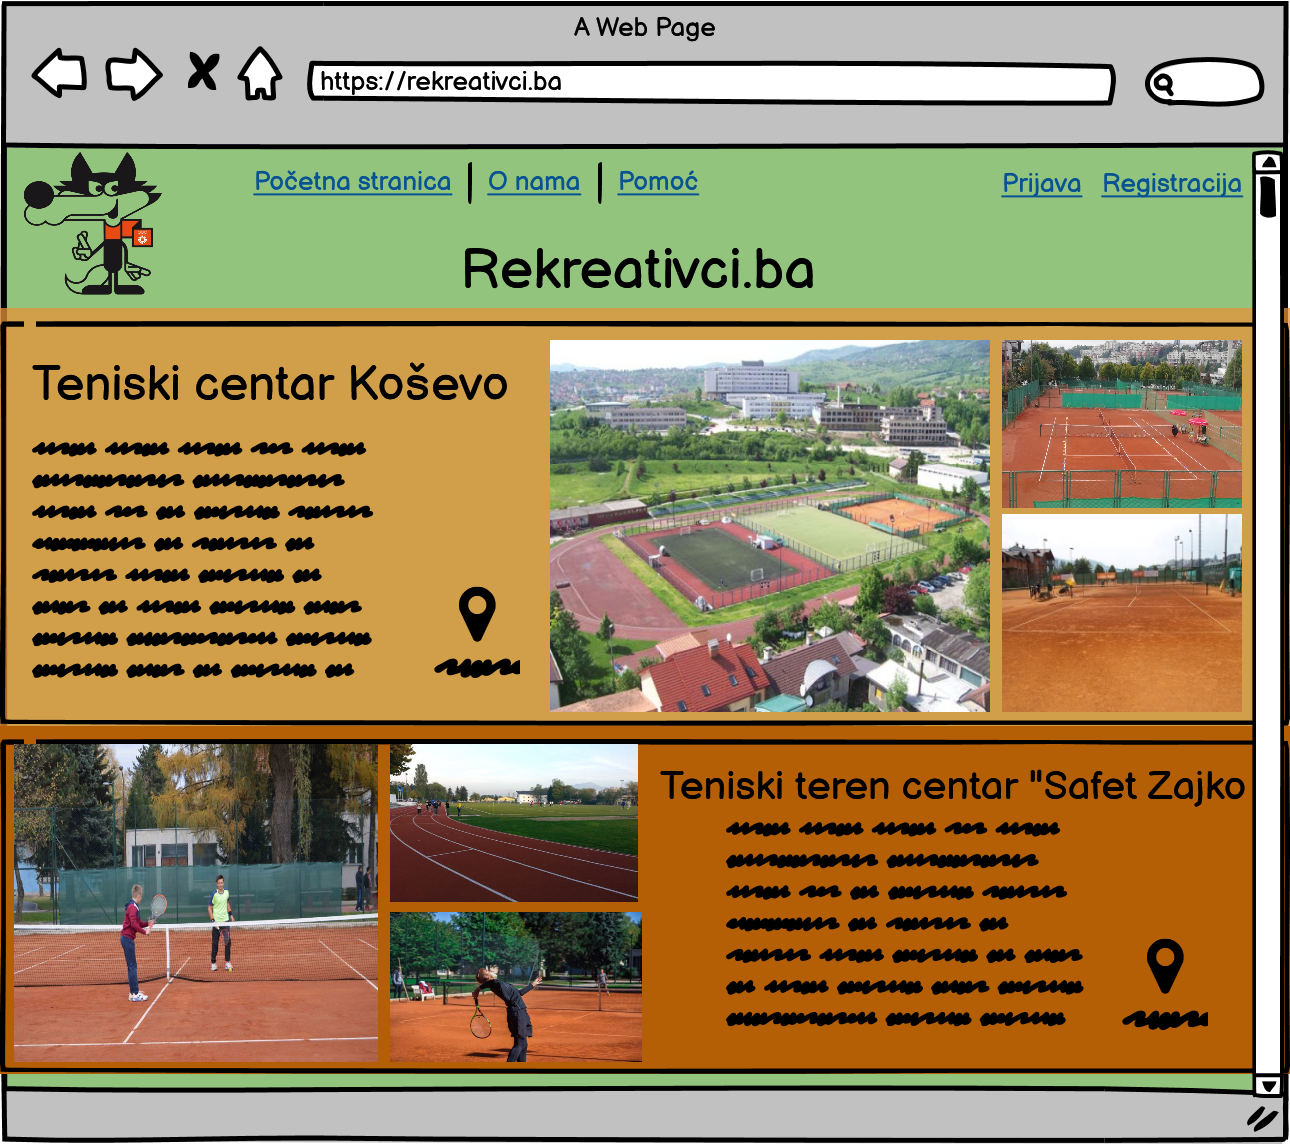 A Web Page
https://rekreativci.ba
Početna stranica
O nama
Pomoć
Prijava
Registracija
Rekreativci.ba
Teniski centar Koševo
Teniski teren centar "Safet Zajko